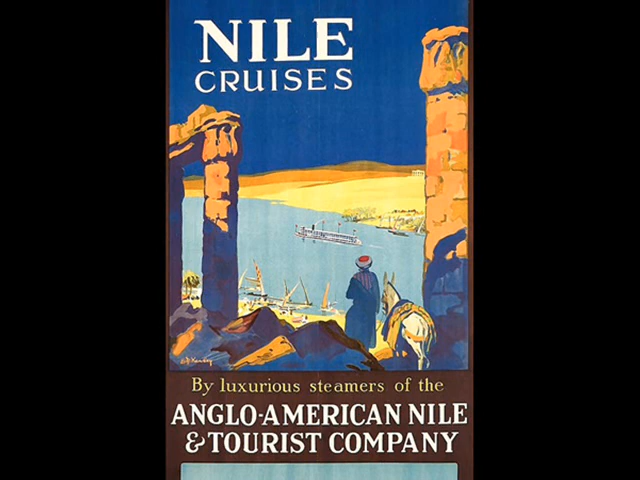 NILE
CRUISES
By luxurious steamers of the
ANGLO-AMERICAN NILE
& TOURIST COMPANY